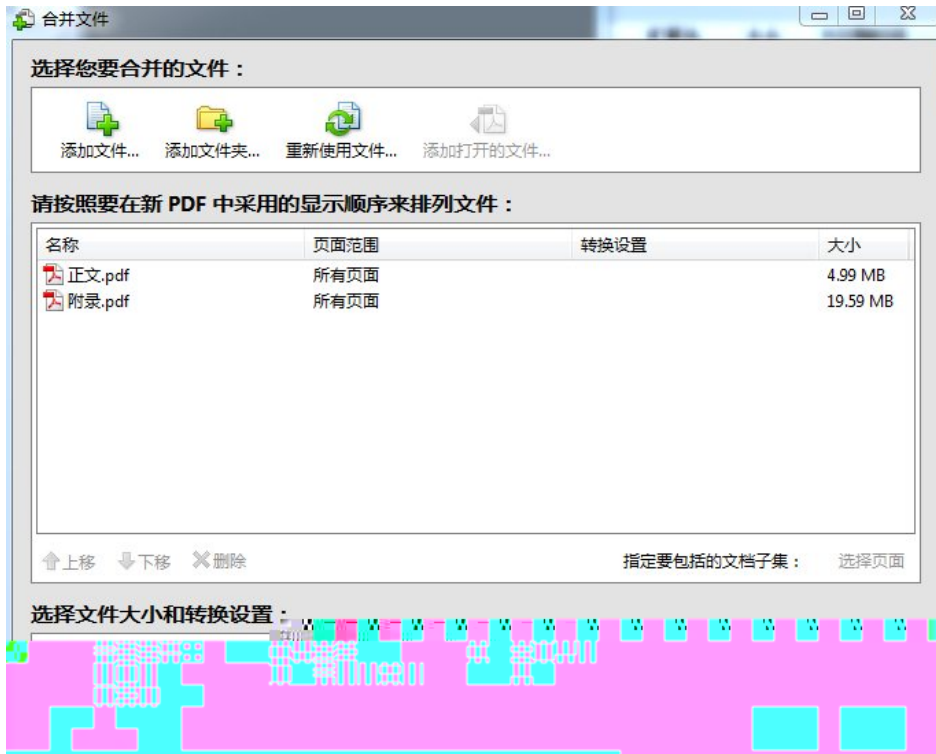 合并文件
选择您要合并的文件：
添加文件... 添加文件夹... 重新使用文件... 添加打开的文件...
请按照要在新 PDF 中采用的显示顺序来排列文件：
名称 页面范围 转换设置 大小
正文.pdf 所有页面 4.99 MB
附录.pdf 所有页面 19.59 MB
上移 下移 删除 指定要包括的文档子集： 选择页面
选择文件大小和转换设置：